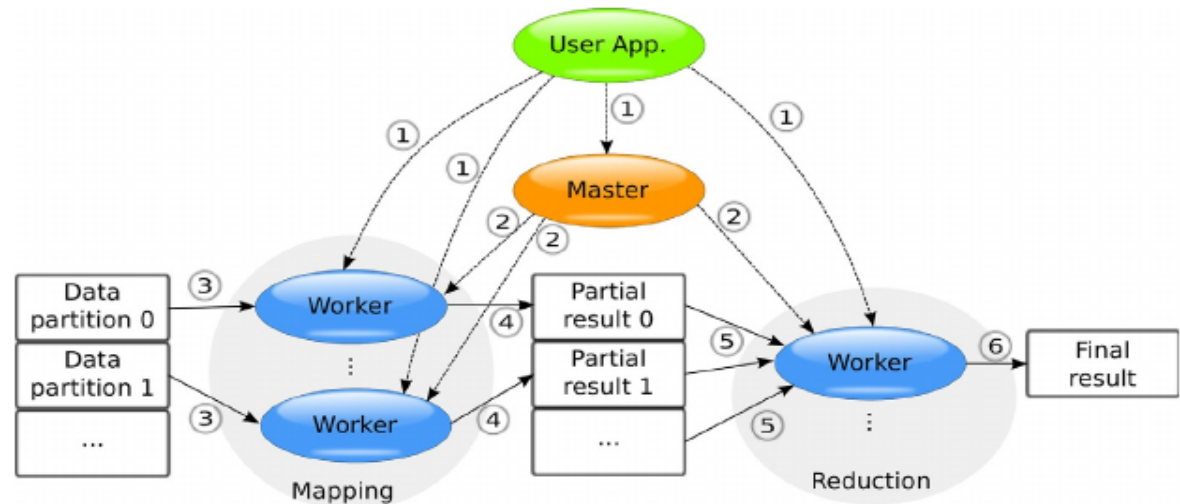 User App.
①
①
①
①
Master
②
②
②
Data
partition 0
③
Worker
④
Partial
result 0
⑤
Data
partition 1
③
⋮
Worker
④
Partial
result 1
Worker
⋮
⑥
Final
result
...
...
⑤
Mapping
Reduction